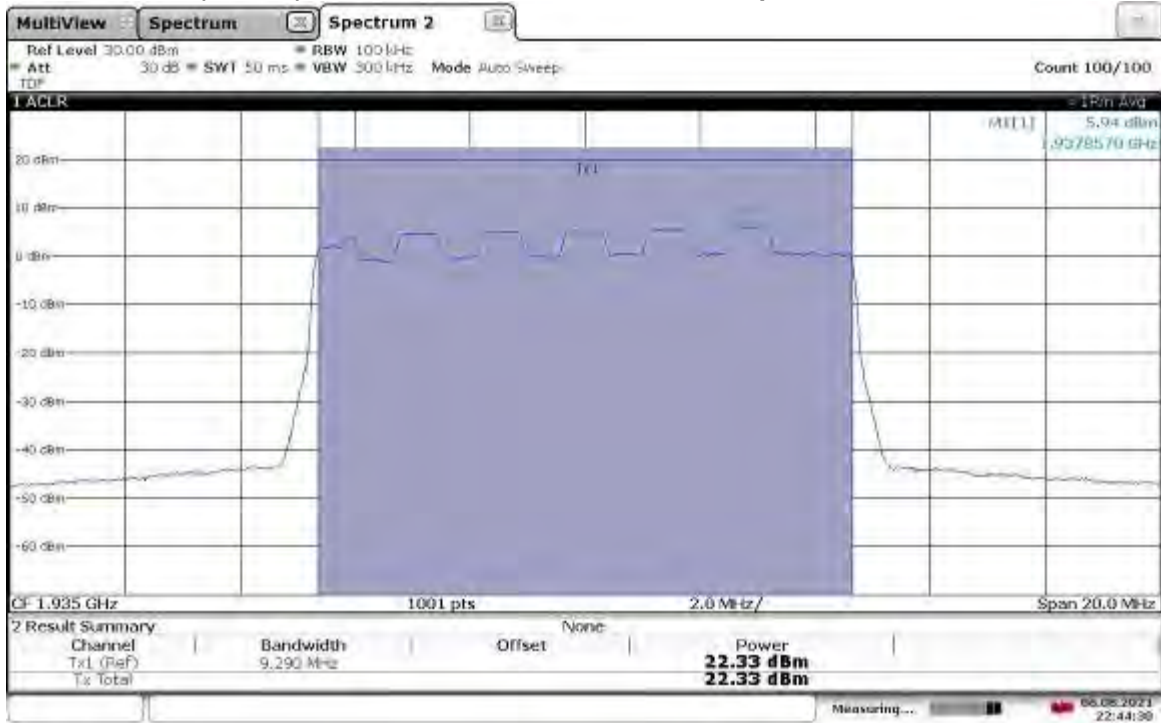 MultiView Spectrum Spectrum 2
Ref Level 30.00 dBm RBW 100 kHz
Att 30 dB SWT 50 ms VBW 300 kHz Mode Auto Sweep Count 100/100
TDF
1 ACLR 1Rm Avg
M1[1] 5.94 dBm
1.9378570 GHz
20 dBm
Tx1
10 dBm
0 dBm
-10 dBm
-20 dBm
-30 dBm
-40 dBm
-50 dBm
-60 dBm
CF 1.935 GHz 1001 pts 2.0 MHz/ Span 20.0 MHz
2 Result Summary None
Channel Bandwidth Offset Power
Tx1 (Ref) 9.290 MHz 22.33 dBm
Tx Total 22.33 dBm
Measuring... 06.08.2021
22:44:30